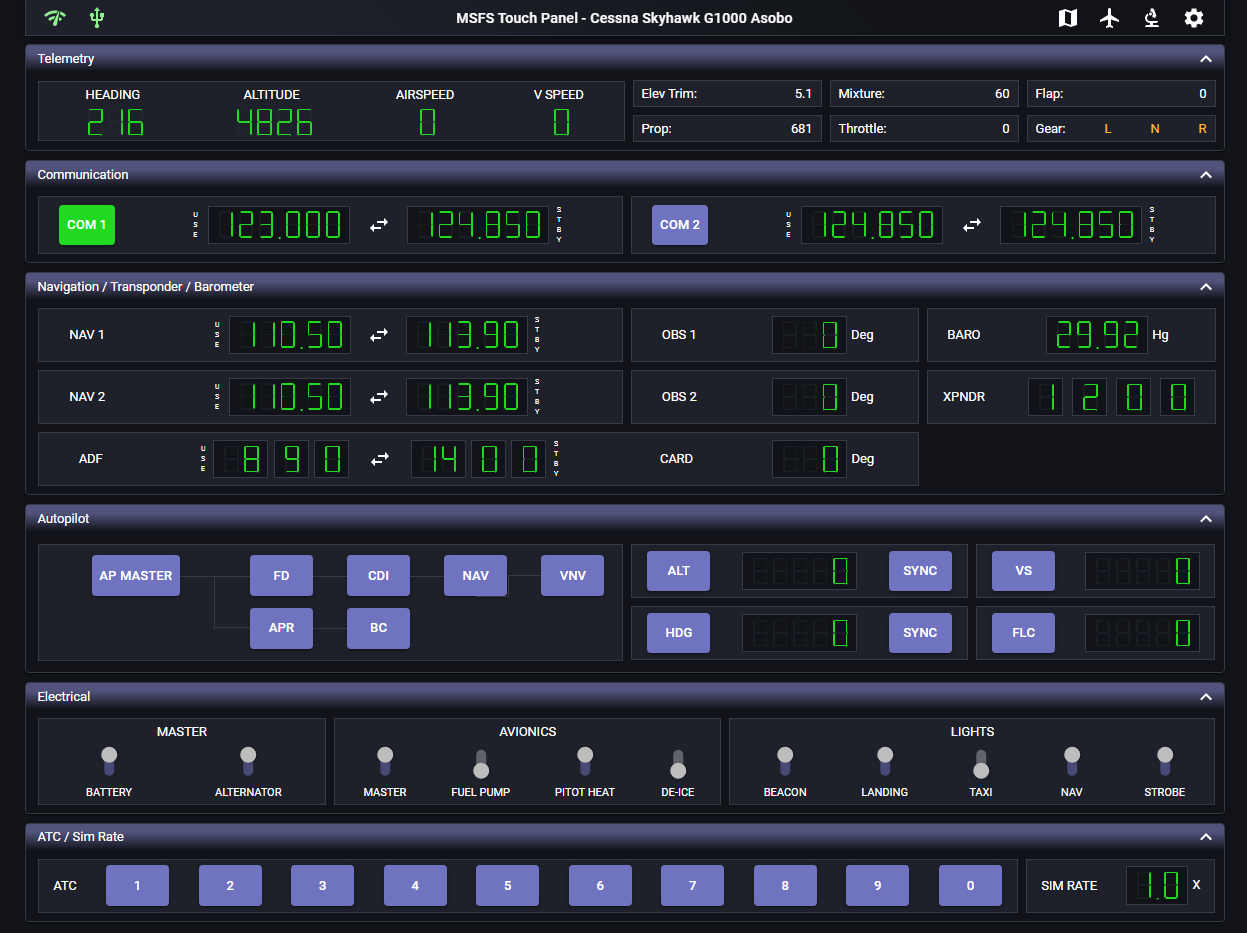 MSFS Touch Panel - Cessna Skyhawk G1000 Asobo
Telemetry
HEADING ALTITUDE AIRSPEED V SPEED
216 4826 0 0
Elev Trim: 5.1 Mixture: 60 Flap: 0
Prop: 681 Throttle: 0 Gear: L N R
Communication
COM 1 USE 123.000 124.850 STBY COM 2 USE 124.850 124.850 STBY
Navigation / Transponder / Barometer
NAV 1 USE 110.50 113.90 STBY OBS 1 0 Deg BARO 29.92 Hg
NAV 2 USE 110.50 113.90 STBY OBS 2 0 Deg XPNDR 1 2 0 0
ADF USE 8 9 0 14 0 0 STBY CARD 0 Deg
Autopilot
AP MASTER FD CDI NAV VNV ALT 0 SYNC VS 0
APR BC HDG 0 SYNC FLC 0
Electrical
MASTER AVIONICS LIGHTS
BATTERY ALTERNATOR MASTER FUEL PUMP PITOT HEAT DE-ICE BEACON LANDING TAXI NAV STROBE
ATC / Sim Rate
ATC 1 2 3 4 5 6 7 8 9 0 SIM RATE 1.0 X